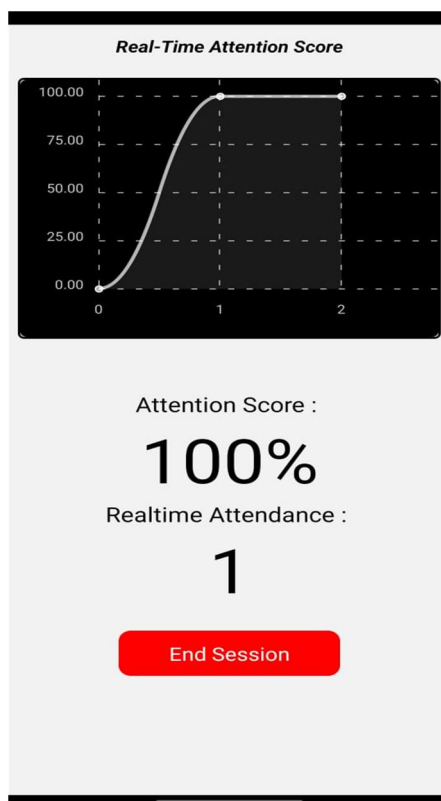 Real-Time Attention Score
100.00
75.00
50.00
25.00
0.00
0 1 2
Attention Score :
100%
Realtime Attendance :
1
End Session